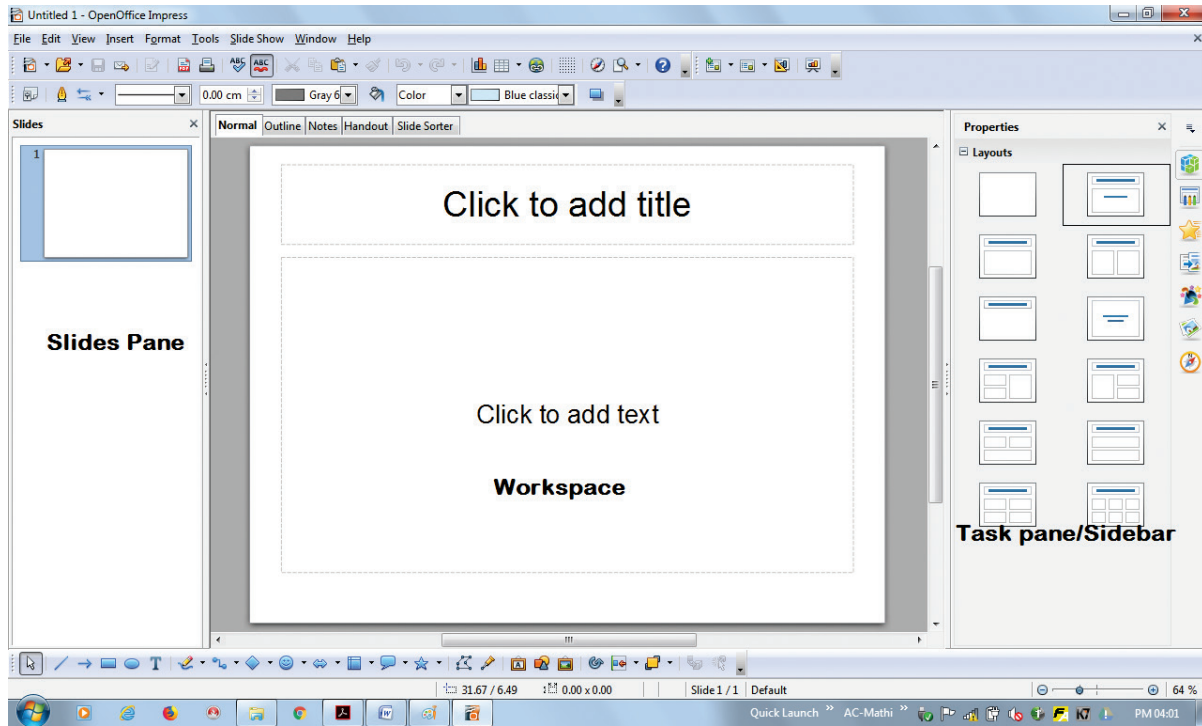 Untitled 1 - OpenOffice Impress
File Edit View Insert Format Tools Slide Show Window Help
ABC ABC
0.00 cm Gray 6 Color Blue classic
Slides
Normal Outline Notes Handout Slide Sorter
Properties
Layouts
1
Click to add title
Slides Pane
Click to add text
Workspace
Task pane/Sidebar
31.67 / 6.49 0.00 x 0.00 Slide 1 / 1 Default 64 %
Quick Launch » AC-Mathi » PM 04:01